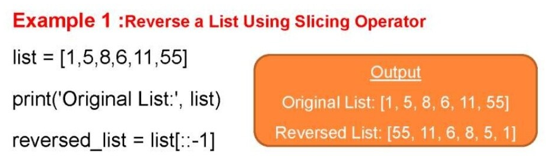 Example 1 :Reverse a List Using Slicing Operator
list = [1,5,8,6,11,55]
print('Original List:', list)
reversed_list = list[::-1]
Output
Original List: [1, 5, 8, 6, 11, 55]
Reversed List: [55, 11, 6, 8, 5, 1]